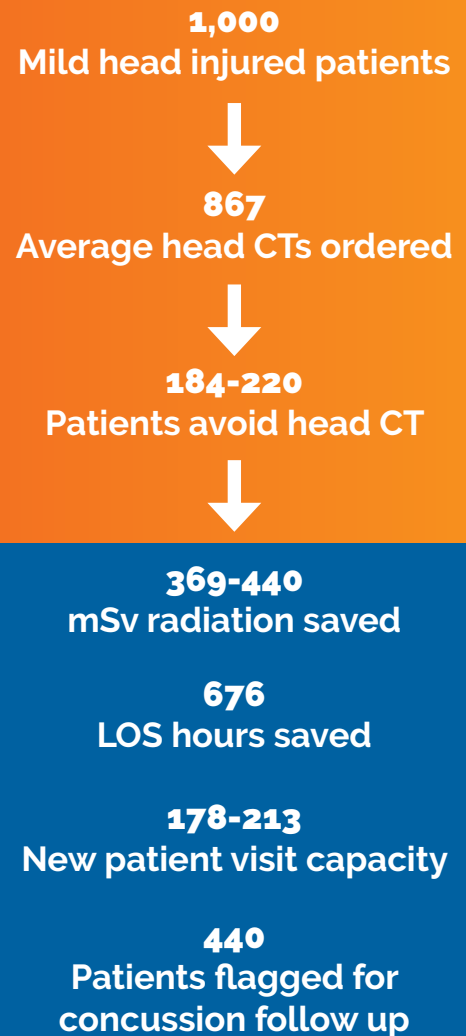 1,000
Mild head injured patients
867
Average head CTs ordered
184-220
Patients avoid head CT
369-440
mSv radiation saved
676
LOS hours saved
178-213
New patient visit capacity
440
Patients flagged for
concussion follow up